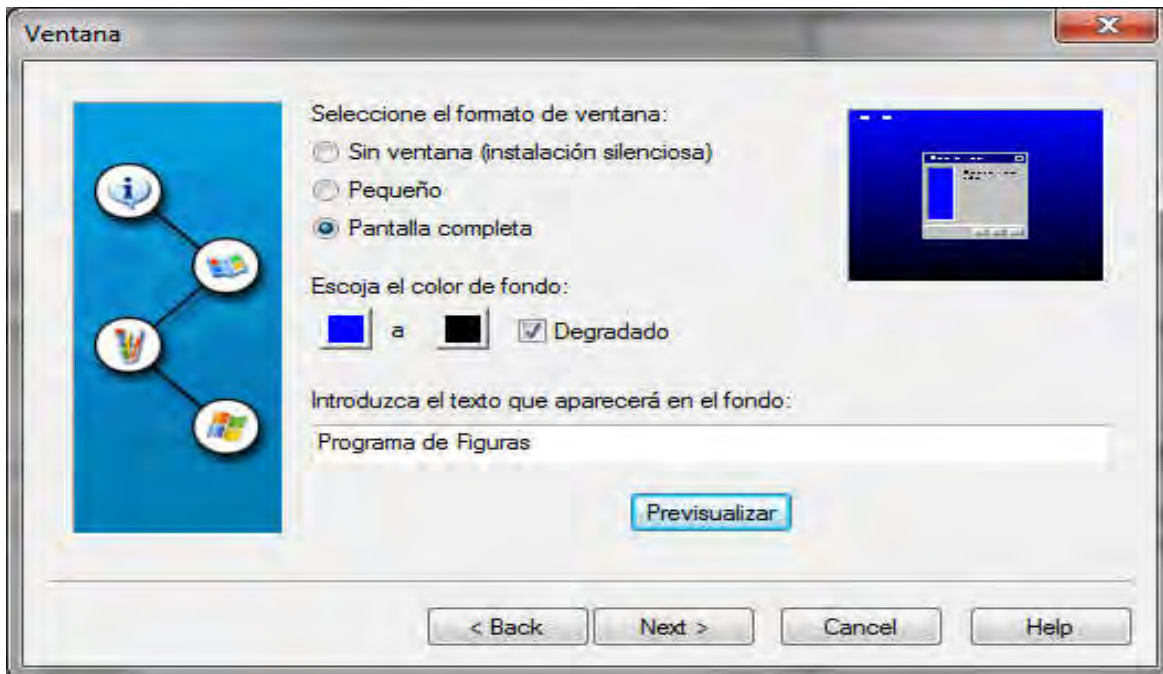 Ventana
Seleccione el formato de ventana:
Sin ventana (instalación silenciosa)
Pequeño
Pantalla completa
Escoja el color de fondo:
a
Degradado
Introduzca el texto que aparecerá en el fondo:
Programa de Figuras
Previsualizar
< Back
Next >
Cancel
Help